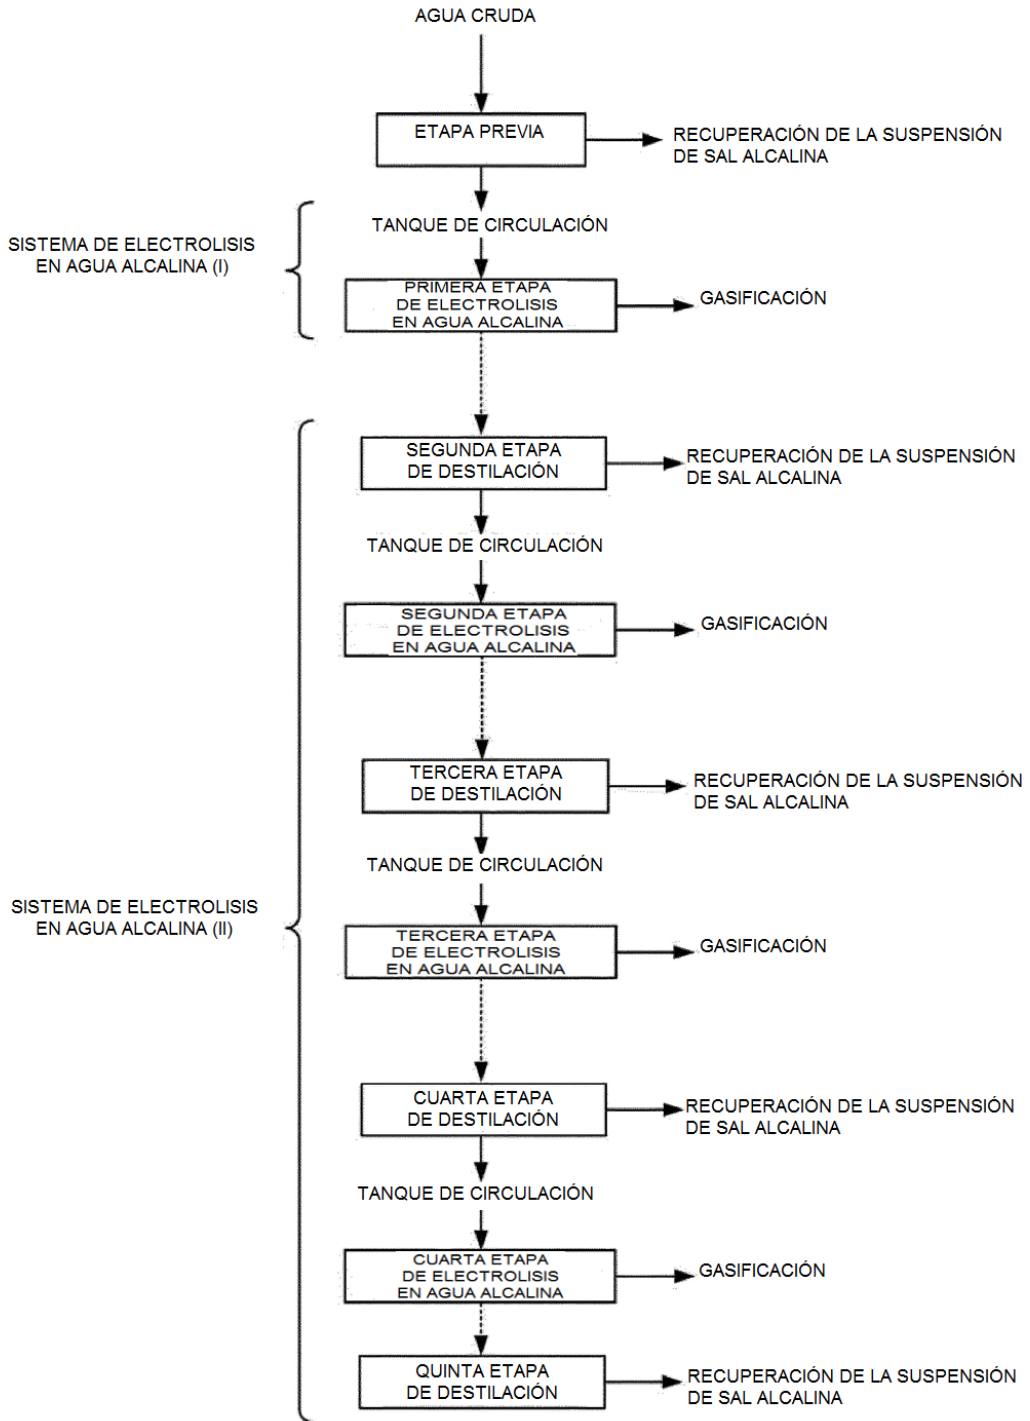 AGUA CRUDA
ETAPA PREVIA
RECUPERACIÓN DE LA SUSPENSIÓN
DE SAL ALCALINA
TANQUE DE CIRCULACIÓN
SISTEMA DE ELECTROLISIS
EN AGUA ALCALINA (I)
PRIMERA ETAPA
DE ELECTROLISIS
EN AGUA ALCALINA
GASIFICACIÓN
SEGUNDA ETAPA
DE DESTILACIÓN
RECUPERACIÓN DE LA SUSPENSIÓN
DE SAL ALCALINA
TANQUE DE CIRCULACIÓN
SEGUNDA ETAPA
DE ELECTROLISIS
EN AGUA ALCALINA
GASIFICACIÓN
TERCERA ETAPA
DE DESTILACIÓN
RECUPERACIÓN DE LA SUSPENSIÓN
DE SAL ALCALINA
TANQUE DE CIRCULACIÓN
SISTEMA DE ELECTROLISIS
EN AGUA ALCALINA (II)
TERCERA ETAPA
DE ELECTROLISIS
EN AGUA ALCALINA
GASIFICACIÓN
CUARTA ETAPA
DE DESTILACIÓN
RECUPERACIÓN DE LA SUSPENSIÓN
DE SAL ALCALINA
TANQUE DE CIRCULACIÓN
CUARTA ETAPA
DE ELECTROLISIS
EN AGUA ALCALINA
GASIFICACIÓN
QUINTA ETAPA
DE DESTILACIÓN
RECUPERACIÓN DE LA SUSPENSIÓN
DE SAL ALCALINA